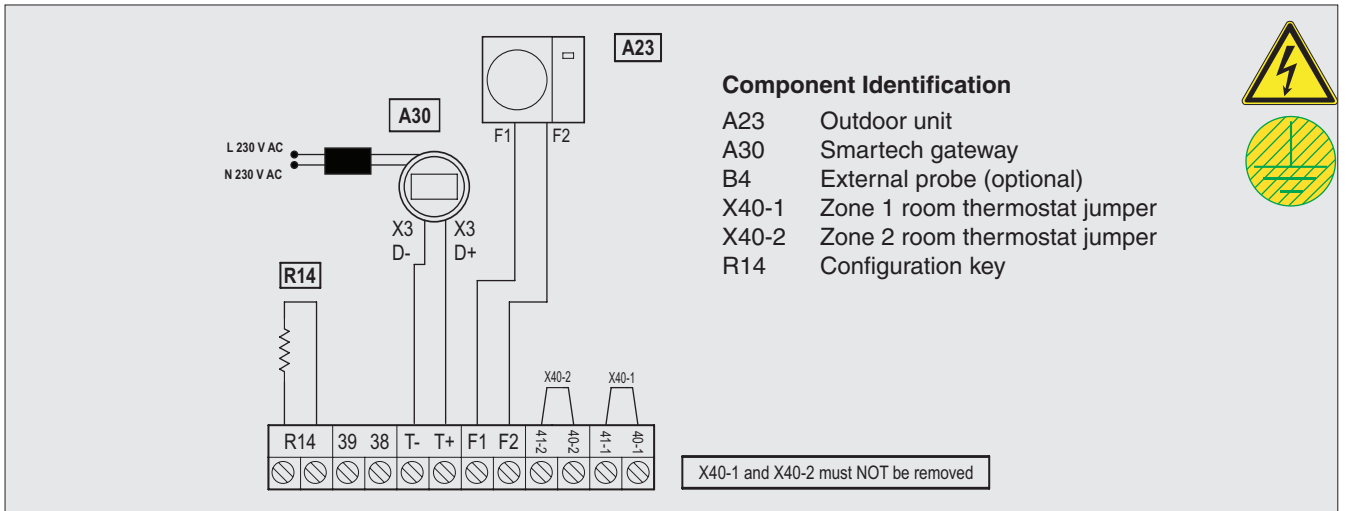 A23
A30
F1 F2
L 230 V AC
N 230 V AC
X3 X3
D- D+
R14
X40-2 X40-1
R14 39 38 T- T+ F1 F2 41-2 40-2 41-1 40-1
X40-1 and X40-2 must NOT be removed
Component Identification
A23 Outdoor unit
A30 Smartech gateway
B4 External probe (optional)
X40-1 Zone 1 room thermostat jumper
X40-2 Zone 2 room thermostat jumper
R14 Configuration key